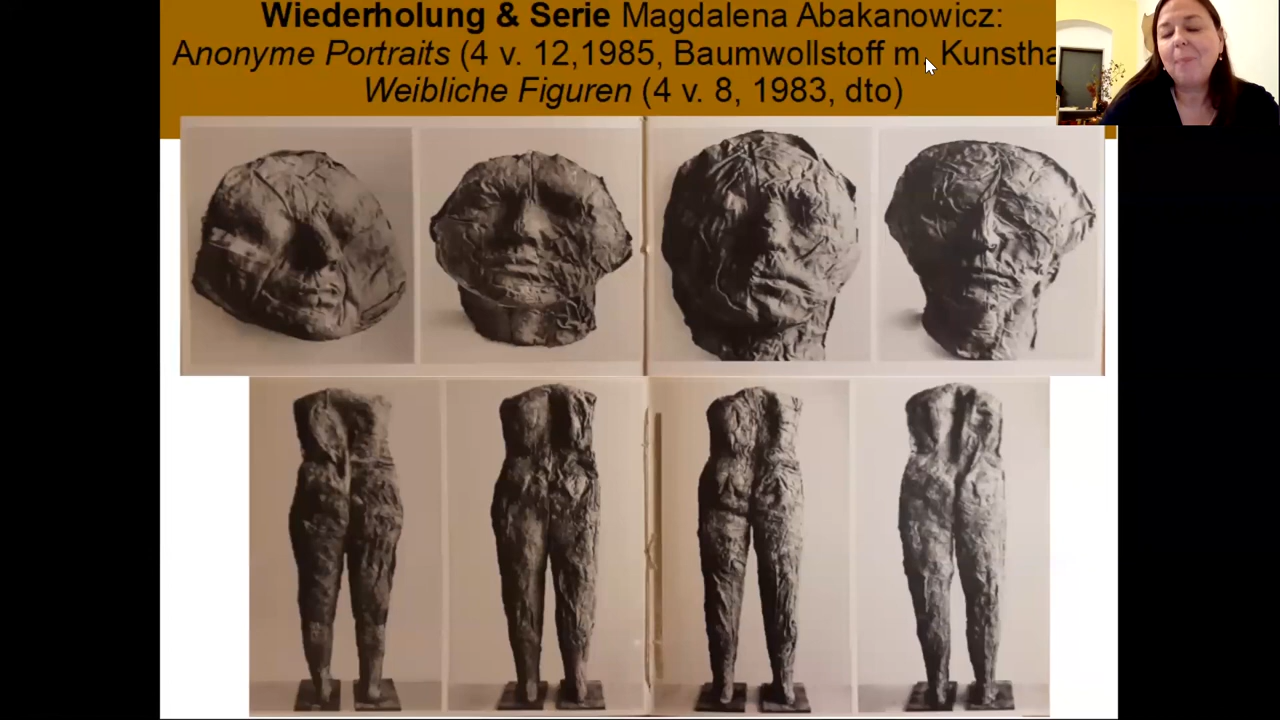 Wiederholung & Serie Magdalena Abakanowicz:
Anonyme Portraits (4 v. 12,1985, Baumwollstoff m. Kunstha
Weibliche Figuren (4 v. 8, 1983, dto)